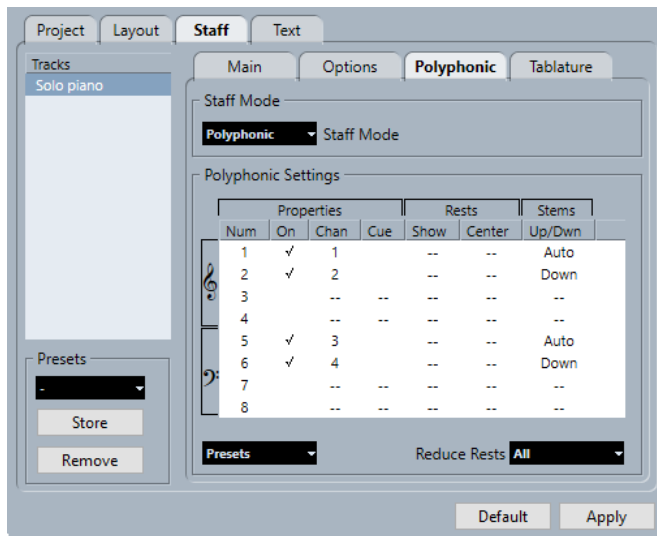 Project Layout Staff Text
Tracks
Solo piano
Main Options Polyphonic Tablature
Staff Mode
Polyphonic Staff Mode
Polyphonic Settings
Properties Rests Stems
Num On Chan Cue Show Center Up/Dwn
1 √ 1 -- -- Auto
2 √ 2 -- -- Down
3 -- -- -- -- --
4 -- -- -- -- --
5 √ 3 -- -- Auto
6 √ 4 -- -- Down
7 -- -- -- -- --
8 -- -- -- -- --
Presets
-
Store
Remove
Presets Reduce Rests All
Default Apply